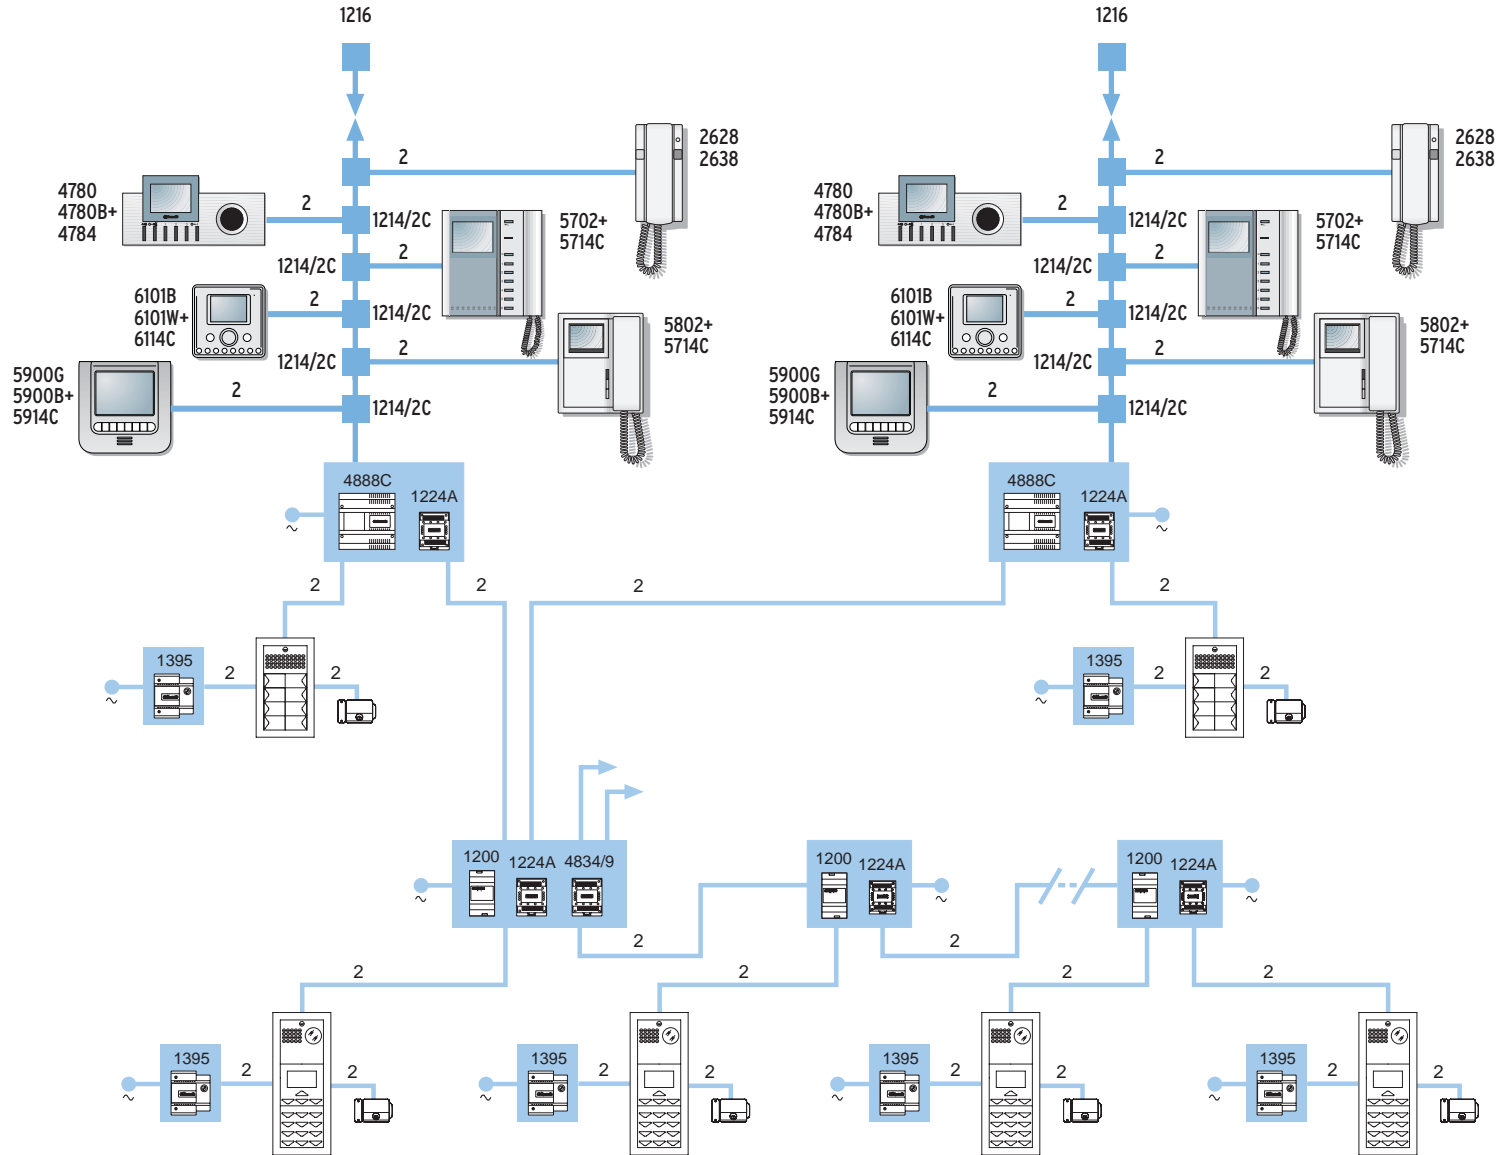 1216
1216
2
2628
2638
2
2628
2638
4780
4780B+
4784
2
1214/2C
5702+
5714C
4780
4780B+
4784
2
1214/2C
5702+
5714C
1214/2C
2
1214/2C
2
6101B
6101W+
6114C
2
1214/2C
5802+
5714C
6101B
6101W+
6114C
2
1214/2C
5802+
5714C
1214/2C
2
1214/2C
2
5900G
5900B+
5914C
2
1214/2C
5900G
5900B+
5914C
2
1214/2C
4888C
1224A
4888C
1224A
~
~
2
2
2
2
1395
2
2
1395
2
2
~
~
1200
1224A
4834/9
1200
1224A
1200
1224A
~
~
~
2
2
2
2
2
2
1395
2
2
1395
2
2
1395
2
2
1395
2
2
~
~
~
~